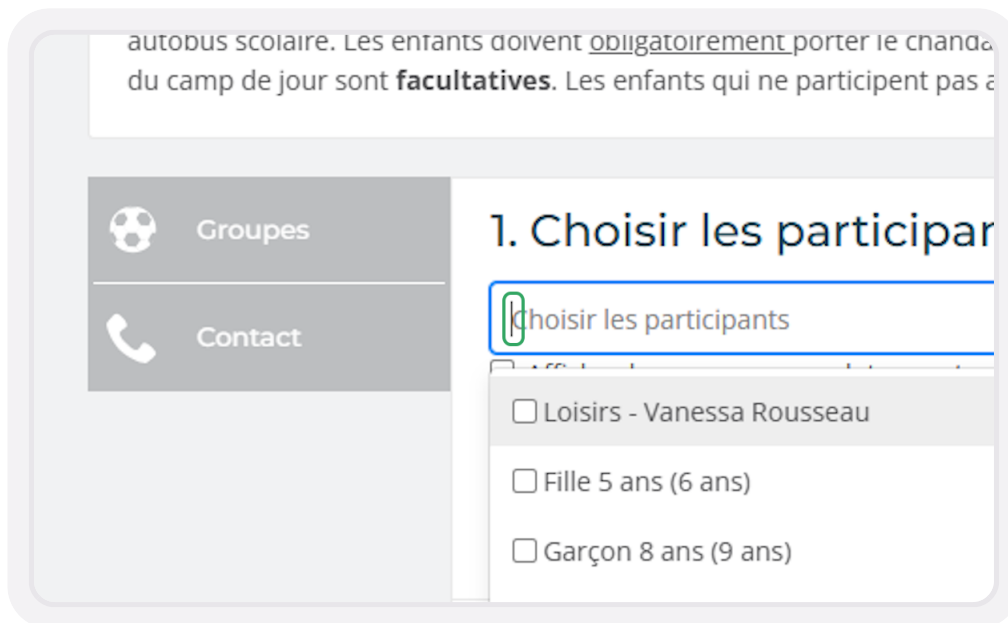 autobus scolaire. Les enfants doivent obligatoirement porter le chanda
du camp de jour sont facultatives. Les enfants qui ne participent pas a
Groupes
Contact
1. Choisir les participan
Choisir les participants
Loisirs - Vanessa Rousseau
Fille 5 ans (6 ans)
Garçon 8 ans (9 ans)